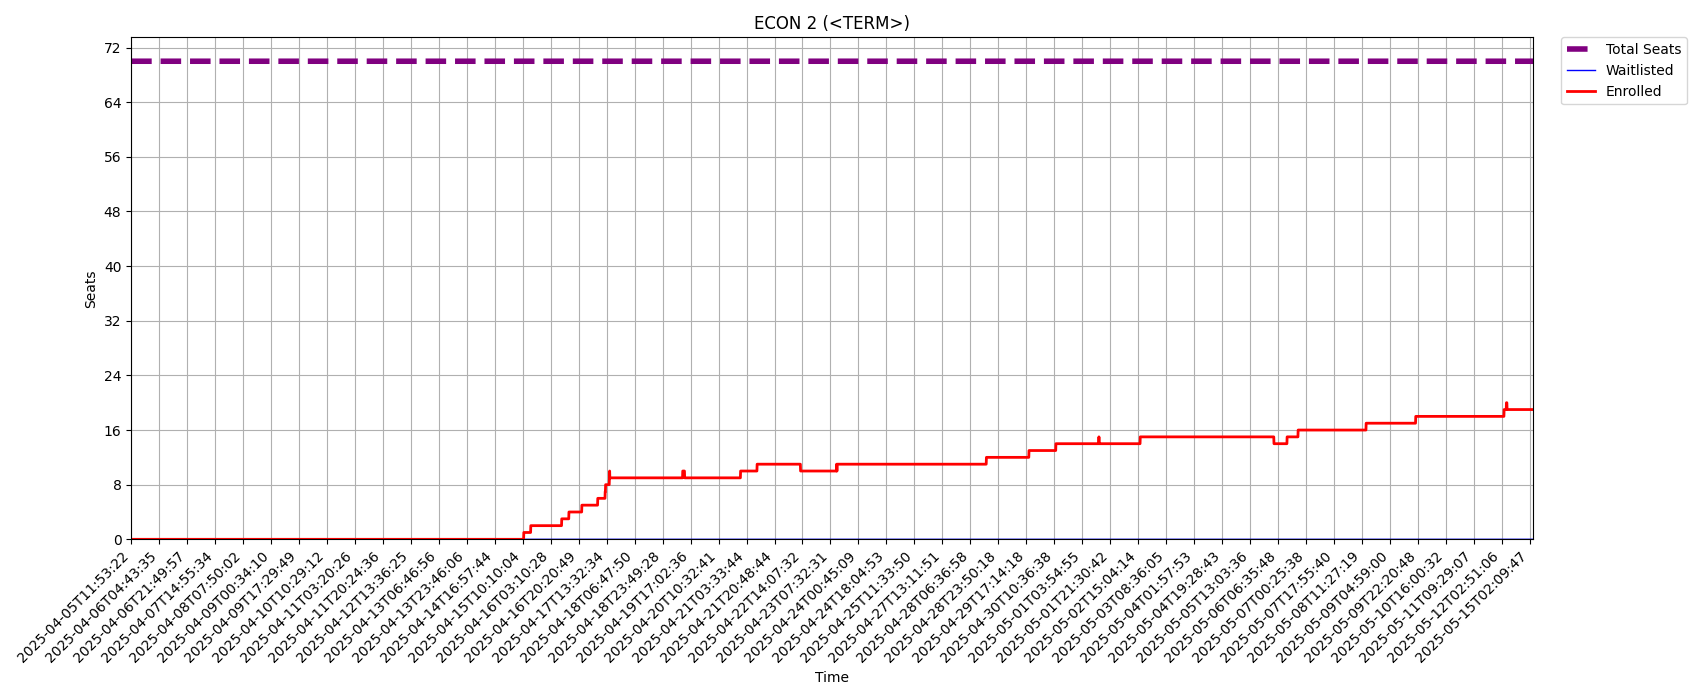 ECON 2 (<TERM>)
Total Seats
Waitlisted
Enrolled
Seats
72
64
56
48
40
32
24
16
8
0
2025-04-05T11:53:22
2025-04-06T04:43:35
2025-04-06T21:49:57
2025-04-07T14:55:34
2025-04-08T07:50:02
2025-04-09T00:34:10
2025-04-09T17:29:49
2025-04-10T10:29:12
2025-04-11T03:20:26
2025-04-11T20:24:36
2025-04-12T13:36:25
2025-04-13T06:46:56
2025-04-13T23:46:06
2025-04-14T16:57:44
2025-04-15T10:10:04
2025-04-16T03:10:28
2025-04-16T20:20:49
2025-04-17T13:32:34
2025-04-18T06:47:50
2025-04-18T23:49:28
2025-04-19T17:02:36
2025-04-20T10:32:41
2025-04-21T03:33:44
2025-04-21T20:48:44
2025-04-22T14:07:32
2025-04-23T07:32:31
2025-04-24T00:45:09
2025-04-24T18:04:53
2025-04-25T11:33:50
2025-04-27T13:11:51
2025-04-28T06:36:58
2025-04-28T23:50:18
2025-04-29T17:14:18
2025-04-30T10:36:38
2025-05-01T03:54:55
2025-05-01T21:30:42
2025-05-02T15:04:14
2025-05-03T08:36:05
2025-05-04T01:57:53
2025-05-04T19:28:43
2025-05-05T13:03:36
2025-05-06T06:35:48
2025-05-07T00:25:38
2025-05-07T17:55:40
2025-05-08T11:27:19
2025-05-09T04:59:00
2025-05-09T22:20:48
2025-05-10T16:00:32
2025-05-11T09:29:07
2025-05-12T02:51:06
2025-05-15T02:09:47
Time